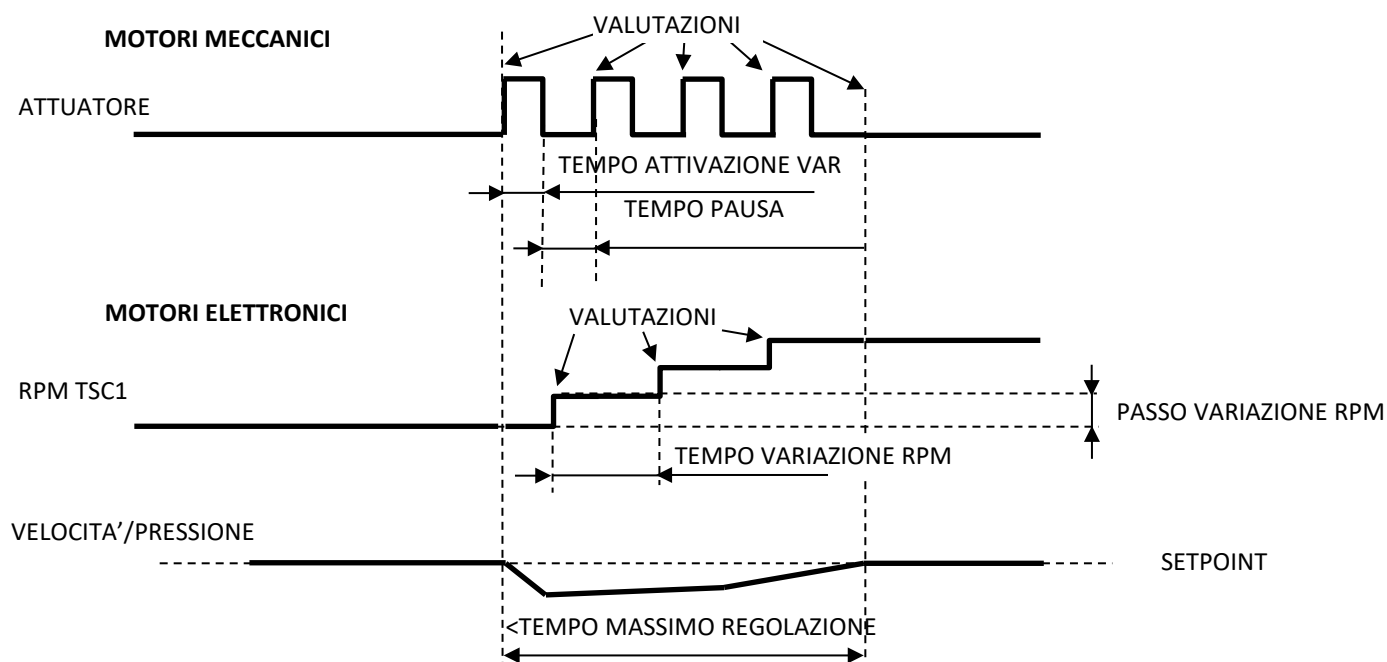 MOTORI MECCANICI
VALUTAZIONI
ATTUATORE
TEMPO ATTIVAZIONE VAR
TEMPO PAUSA
MOTORI ELETTRONICI
VALUTAZIONI
RPM TSC1
PASSO VARIAZIONE RPM
TEMPO VARIAZIONE RPM
VELOCITA’/PRESSIONE
SETPOINT
<TEMPO MASSIMO REGOLAZIONE